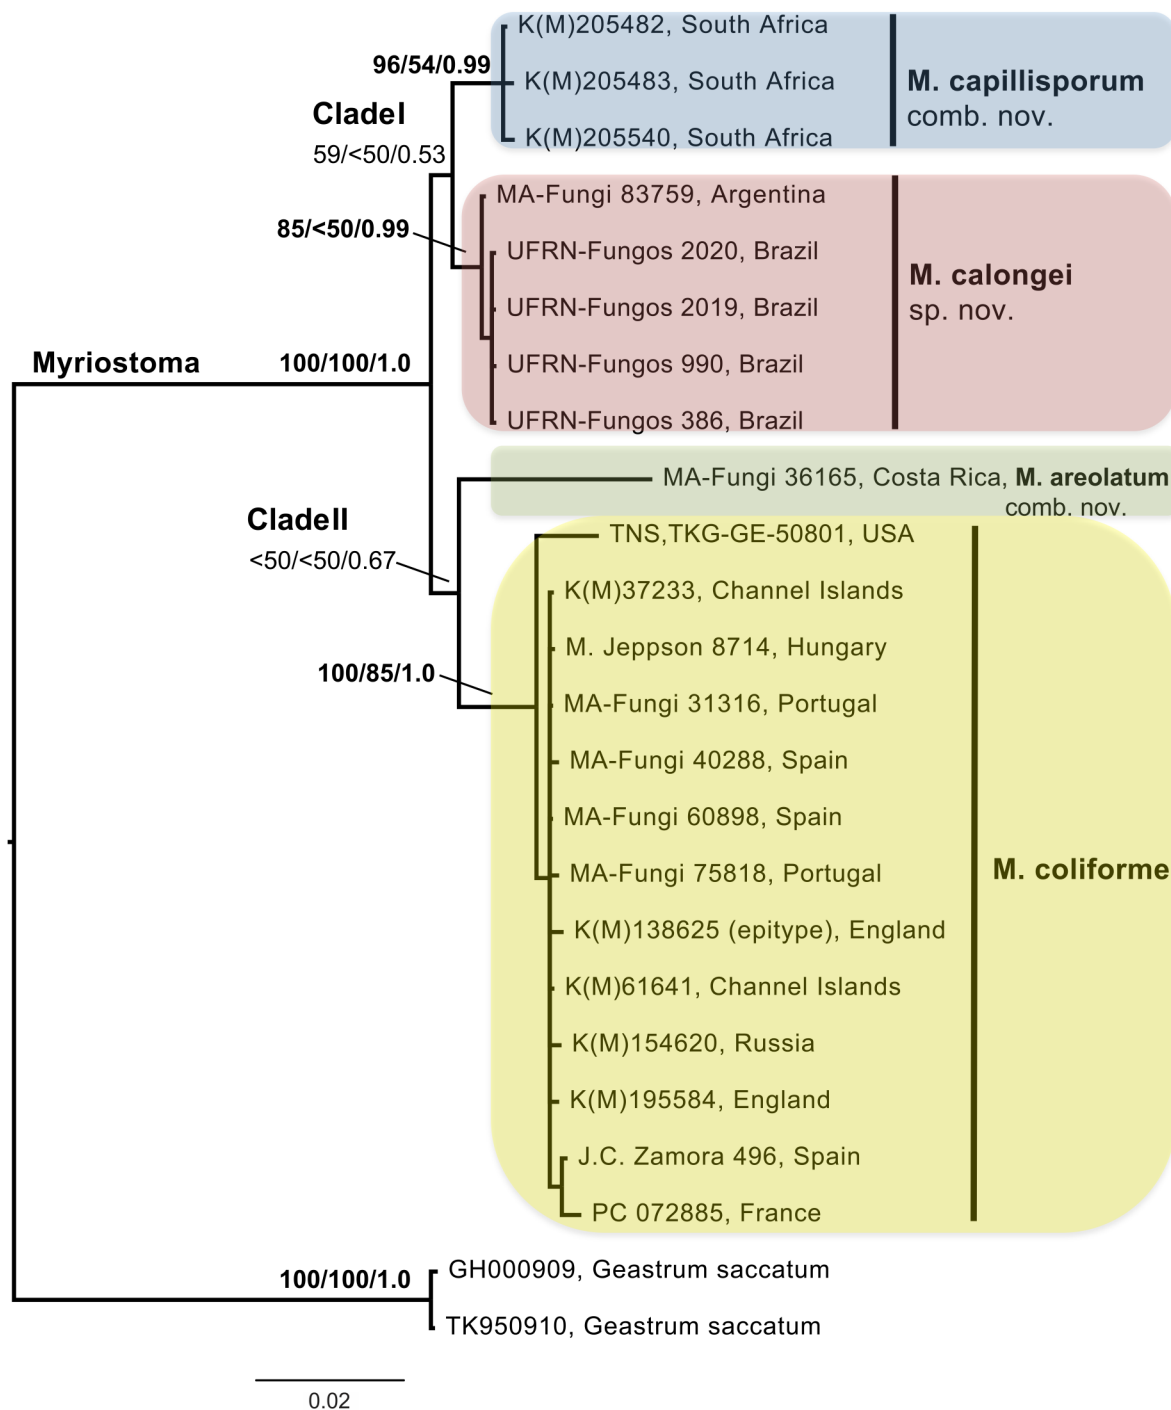 K(M)205482, South Africa
96/54/0.99
K(M)205483, South Africa
M. capillisporum
comb. nov.
CladeI
K(M)205540, South Africa
59/<50/0.53
MA-Fungi 83759, Argentina
85/<50/0.99
UFRN-Fungos 2020, Brazil
M. calongei
sp. nov.
UFRN-Fungos 2019, Brazil
Myriostoma
100/100/1.0
UFRN-Fungos 990, Brazil
UFRN-Fungos 386, Brazil
MA-Fungi 36165, Costa Rica, M. areolatum
comb. nov.
CladeII
TNS,TKG-GE-50801, USA
<50/<50/0.67
K(M)37233, Channel Islands
M. Jeppson 8714, Hungary
100/85/1.0
MA-Fungi 31316, Portugal
MA-Fungi 40288, Spain
MA-Fungi 60898, Spain
MA-Fungi 75818, Portugal
M. coliforme
K(M)138625 (epitype), England
K(M)61641, Channel Islands
K(M)154620, Russia
K(M)195584, England
J.C. Zamora 496, Spain
PC 072885, France
100/100/1.0
GH000909, Geastrum saccatum
TK950910, Geastrum saccatum
0.02